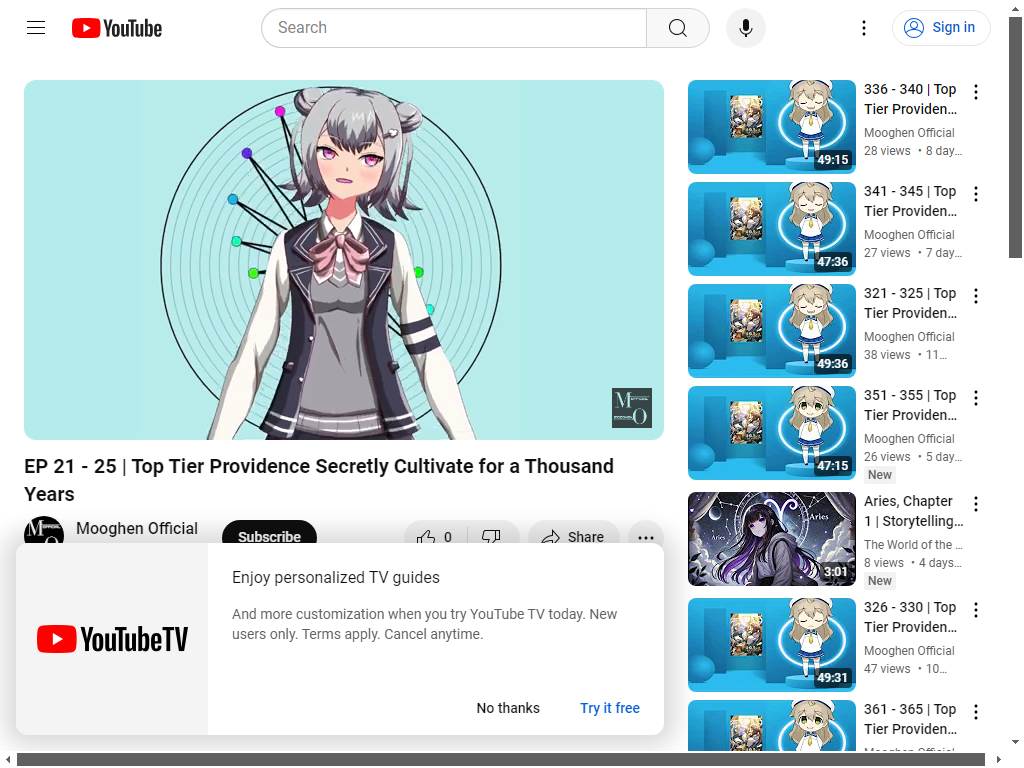 YouTube
Search
Sign in
EP 21 - 25 | Top Tier Providence Secretly Cultivate for a Thousand
Years
Mooghen Official
Subscribe
0
Share
YouTubeTV
Enjoy personalized TV guides
And more customization when you try YouTube TV today. New
users only. Terms apply. Cancel anytime.
No thanks
Try it free
49:15
336 - 340 | Top
Tier Providen...
Mooghen Official
28 views • 8 day...
47:36
341 - 345 | Top
Tier Providen...
Mooghen Official
27 views • 7 day...
49:36
321 - 325 | Top
Tier Providen...
Mooghen Official
38 views • 11...
47:15
351 - 355 | Top
Tier Providen...
Mooghen Official
26 views • 5 day...
New
Aries
Aries
3:01
Aries, Chapter
1 | Storytelling...
The World of the ...
8 views • 4 days...
New
49:31
326 - 330 | Top
Tier Providen...
Mooghen Official
47 views • 10...
361 - 365 | Top
Tier Providen...